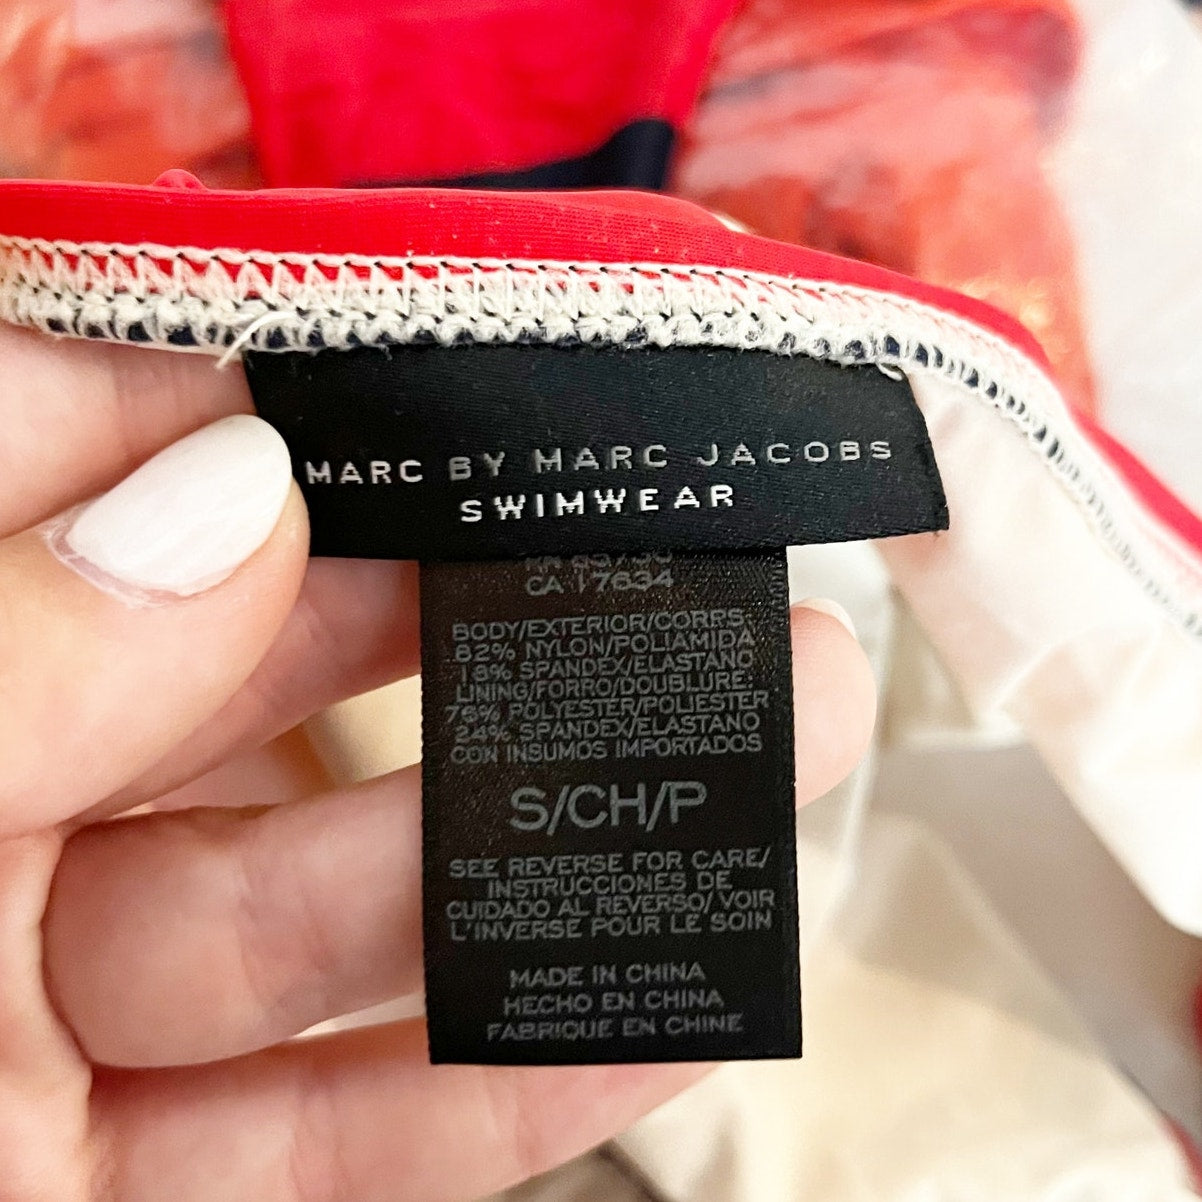 MARC BY MARC JACOBS
SWIMWEAR
CA 17634
BODY/EXTERIOR/CORPS:
82% NYLON/POLIAMIDA
18% SPANDEX/ELASTANO
LINING/FORRO/DOUBLURE:
76% POLYESTER/POLIESTER
24% SPANDEX/ELASTANO
CON INSUMOS IMPORTADOS
S/CH/P
SEE REVERSE FOR CARE/
INSTRUCCIONES DE
CUIDADO AL REVERSO/ VOIR
L'INVERSE POUR LE SOIN
MADE IN CHINA
HECHO EN CHINA
FABRIQUE EN CHINE